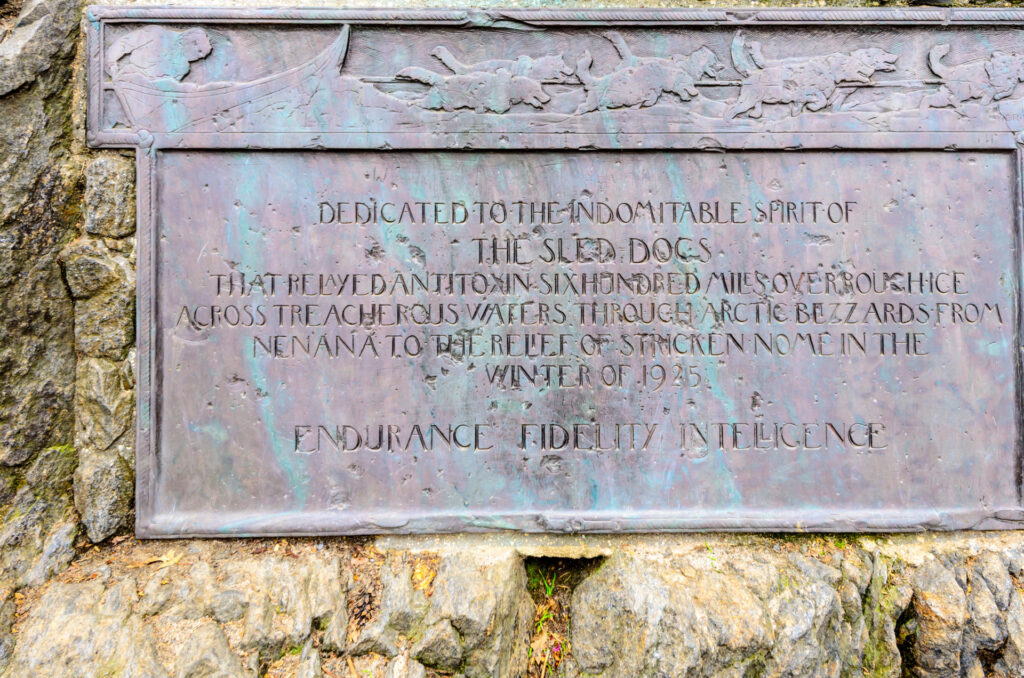 DEDICATED TO THE INDOMITABLE SPIRIT OF
THE SLED DOGS
THAT RELAYED ANTITOXIN SIX HUNDRED MILES OVER ROUGH ICE
ACROSS TREACHEROUS WATERS THROUGH ARCTIC BEZZARDS FROM
NENANA TO THE RELIEF OF STRICKEN NOME IN THE
WINTER OF 1925.
ENDURANCE FIDELITY INTELLIGENCE